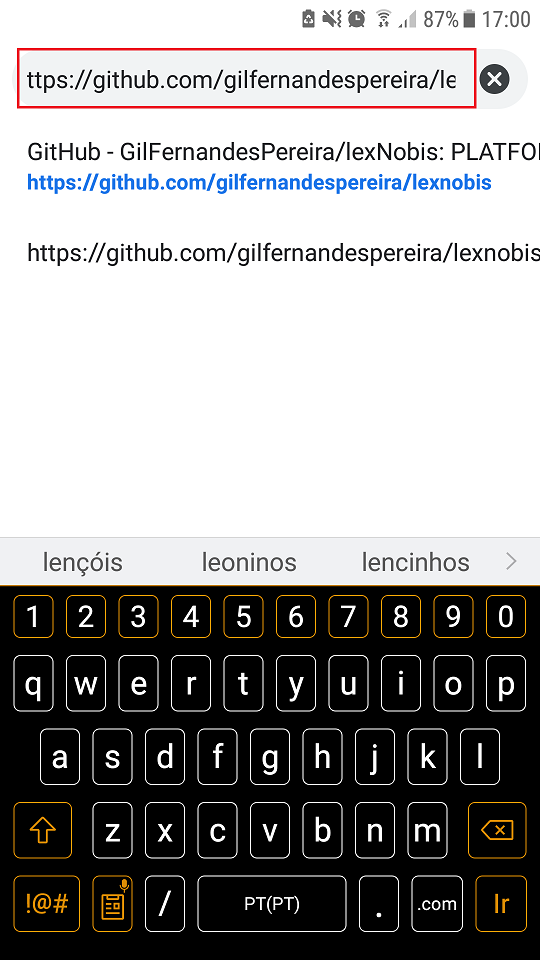 87% 17:00
ttps://github.com/gilfernandespereira/le
GitHub - GilFernandesPereira/lexNobis: PLATFO
https://github.com/gilfernandespereira/lexnobis
https://github.com/gilfernandespereira/lexnobis
lençóis leoninos lencinhos
1 2 3 4 5 6 7 8 9 0
q w e r t y u i o p
a s d f g h j k l
z x c v b n m
!@# / PT(PT) . .com Ir